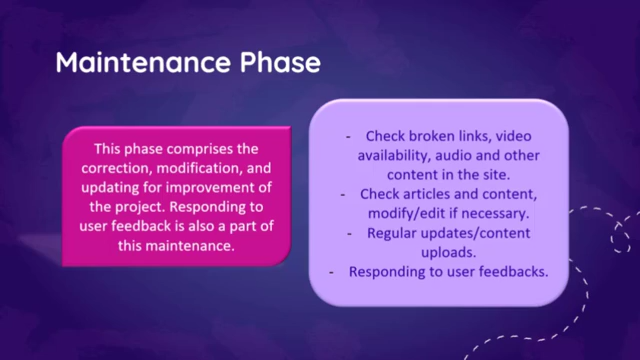 Maintenance Phase
This phase comprises the
correction, modification, and
updating for improvement of
the project. Responding to
user feedback is also a part of
this maintenance.
- Check broken links, video
availability, audio and other
content in the site.
- Check articles and content,
modify/edit if necessary.
- Regular updates/content
uploads.
- Responding to user feedbacks.